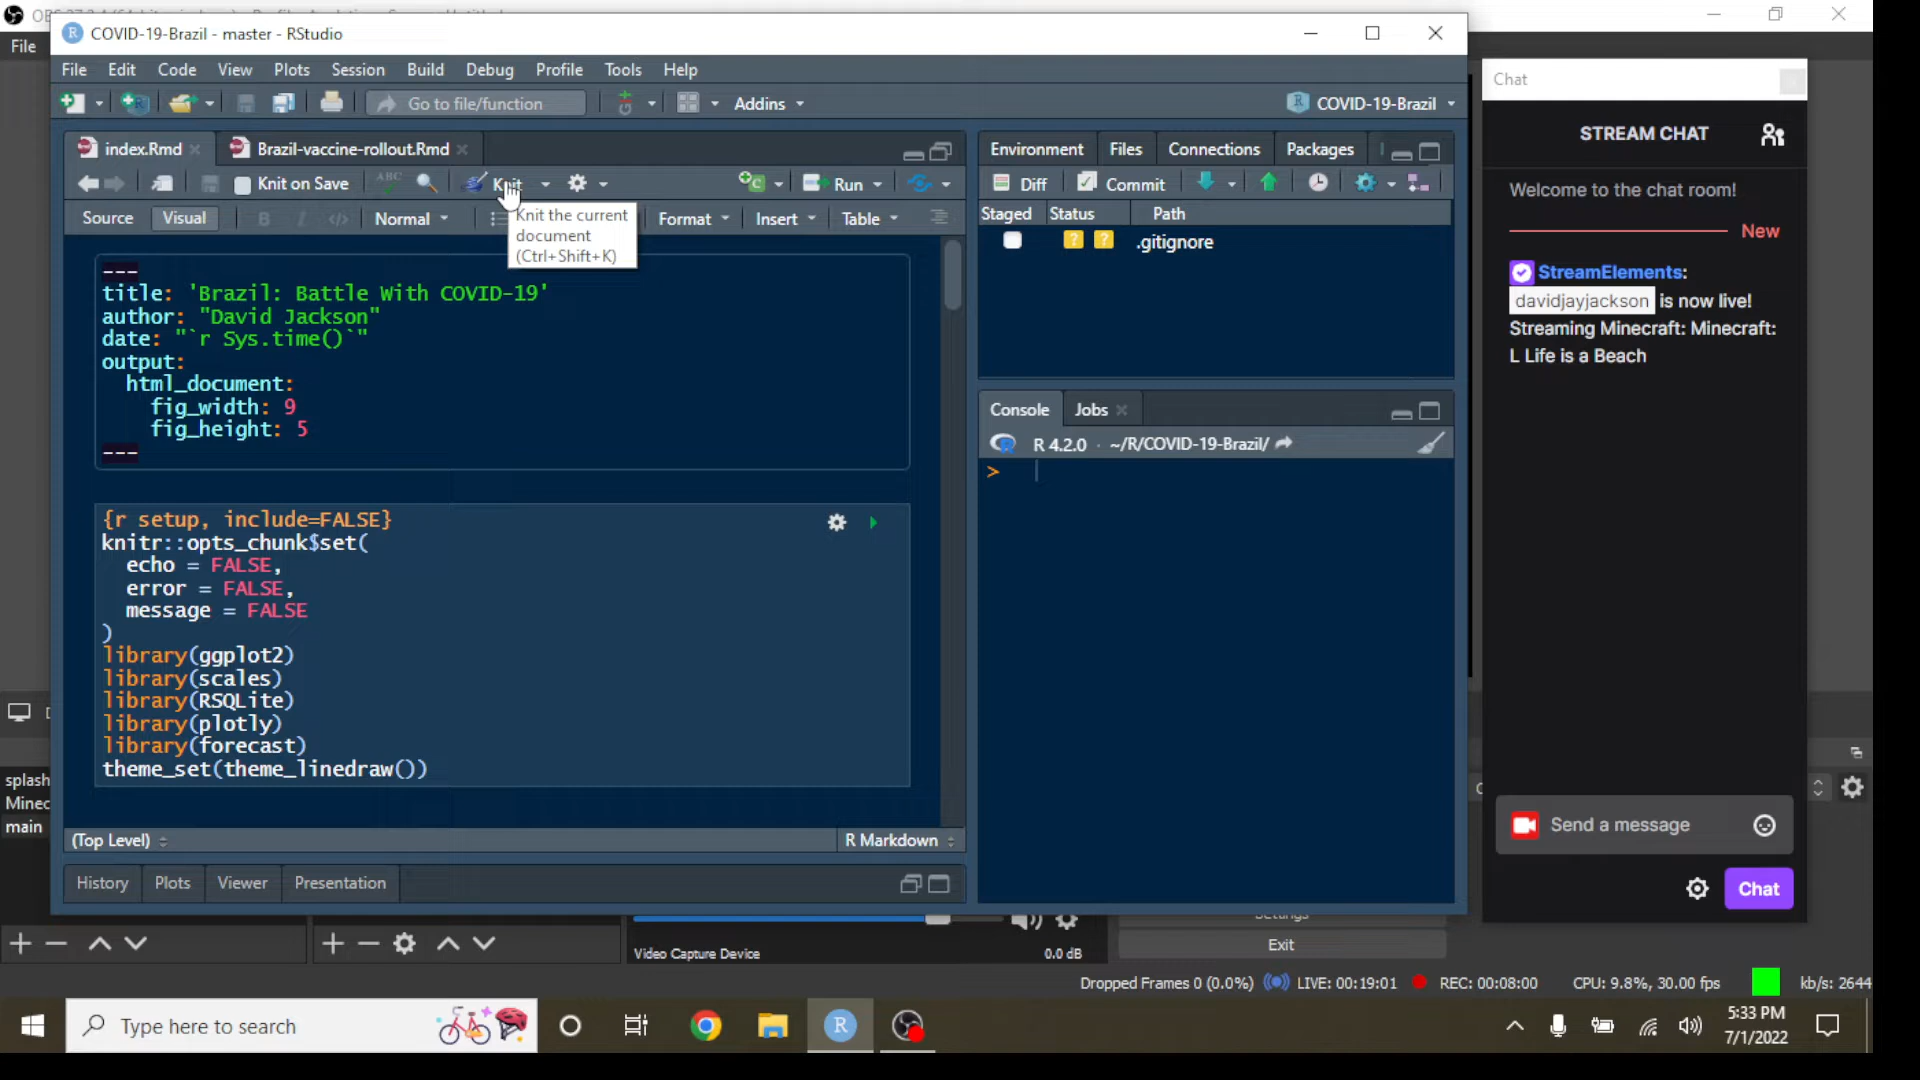 COVID-19-Brazil - master - RStudio
File
File Edit Code View Plots Session Build Debug Profile Tools Help
Go to file/function
Addins
COVID-19-Brazil
index.Rmd
Brazil-vaccine-rollout.Rmd
Knit on Save
ABC
Knit
Run
Source
Visual
Normal
Format
Insert
Table
Knit the current
document
(Ctrl+Shift+K)
---
title: 'Brazil: Battle With COVID-19'
author: "David Jackson"
date: "`r Sys.time()`"
output:
html_document:
fig_width: 9
fig_height: 5
---
{r setup, include=FALSE}
knitr::opts_chunk$set(
echo = FALSE,
error = FALSE,
message = FALSE
)
library(ggplot2)
library(scales)
library(RSQLite)
library(plotly)
library(forecast)
theme_set(theme_linedraw())
(Top Level)
R Markdown
History
Plots
Viewer
Presentation
Environment
Files
Connections
Packages
Diff
Commit
Staged Status Path
? ? .gitignore
Console
Jobs
R 4.2.0 · ~/R/COVID-19-Brazil/
>
Chat
STREAM CHAT
Welcome to the chat room!
New
StreamElements:
davidjayjackson is now live!
Streaming Minecraft: Minecraft:
L Life is a Beach
Send a message
Chat
splash
Minec
main
Video Capture Device
0.0 dB
Settings
Exit
Dropped Frames 0 (0.0%)
LIVE: 00:19:01
REC: 00:08:00
CPU: 9.8%, 30.00 fps
kb/s: 2644
Type here to search
5:33 PM
7/1/2022